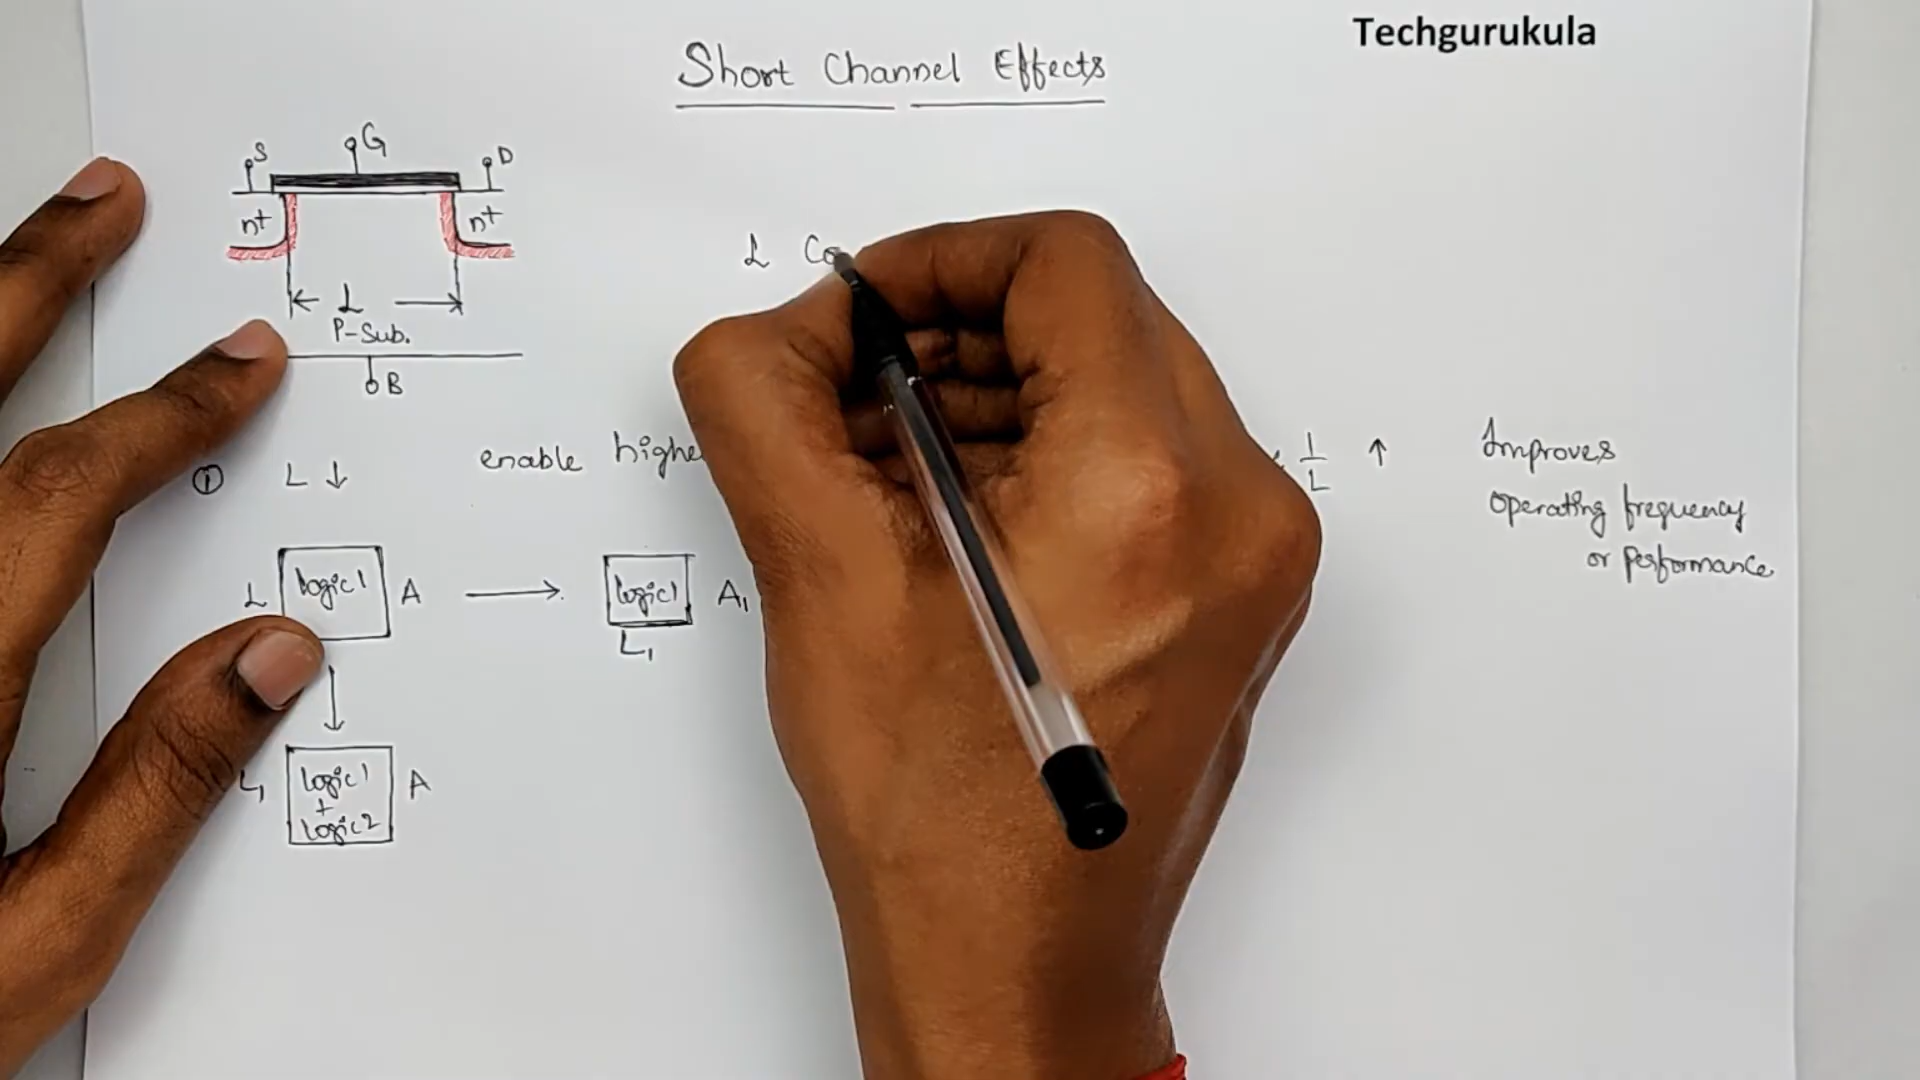 Techgurukula
Short Channel Effects
S G D
n+ n+
L
P-Sub.
B
L Co
① L ↓ enable highe 1/L ↑ Improves
operating frequency
or performance
L logic1 A → logic1 A1
L1
↓
L1 logic1 A
+
logic2